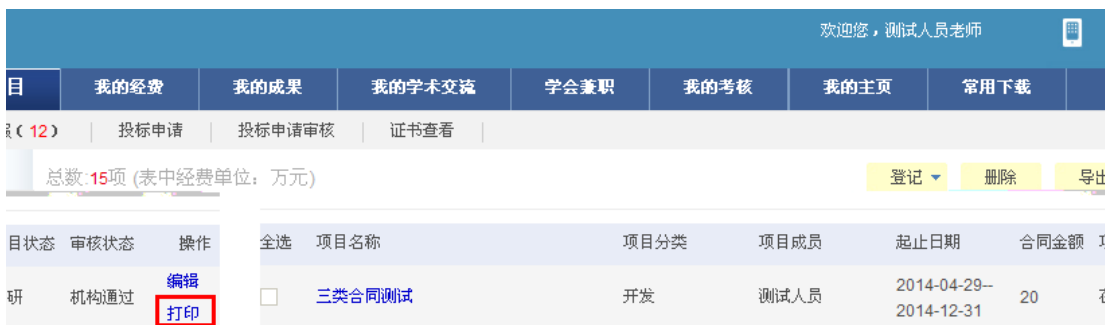 欢迎您，测试人员老师
目 我的经费 我的成果 我的学术交流 学会兼职 我的考核 我的主页 常用下载
(12) 投标申请 投标申请审核 证书查看
总数:15项 (表中经费单位：万元) 登记 删除 导出
目状态 审核状态 操作 全选 项目名称 项目分类 项目成员 起止日期 合同金额
研 机构通过 编辑 三类合同测试 开发 测试人员 2014-04-29-- 20
打印 2014-12-31